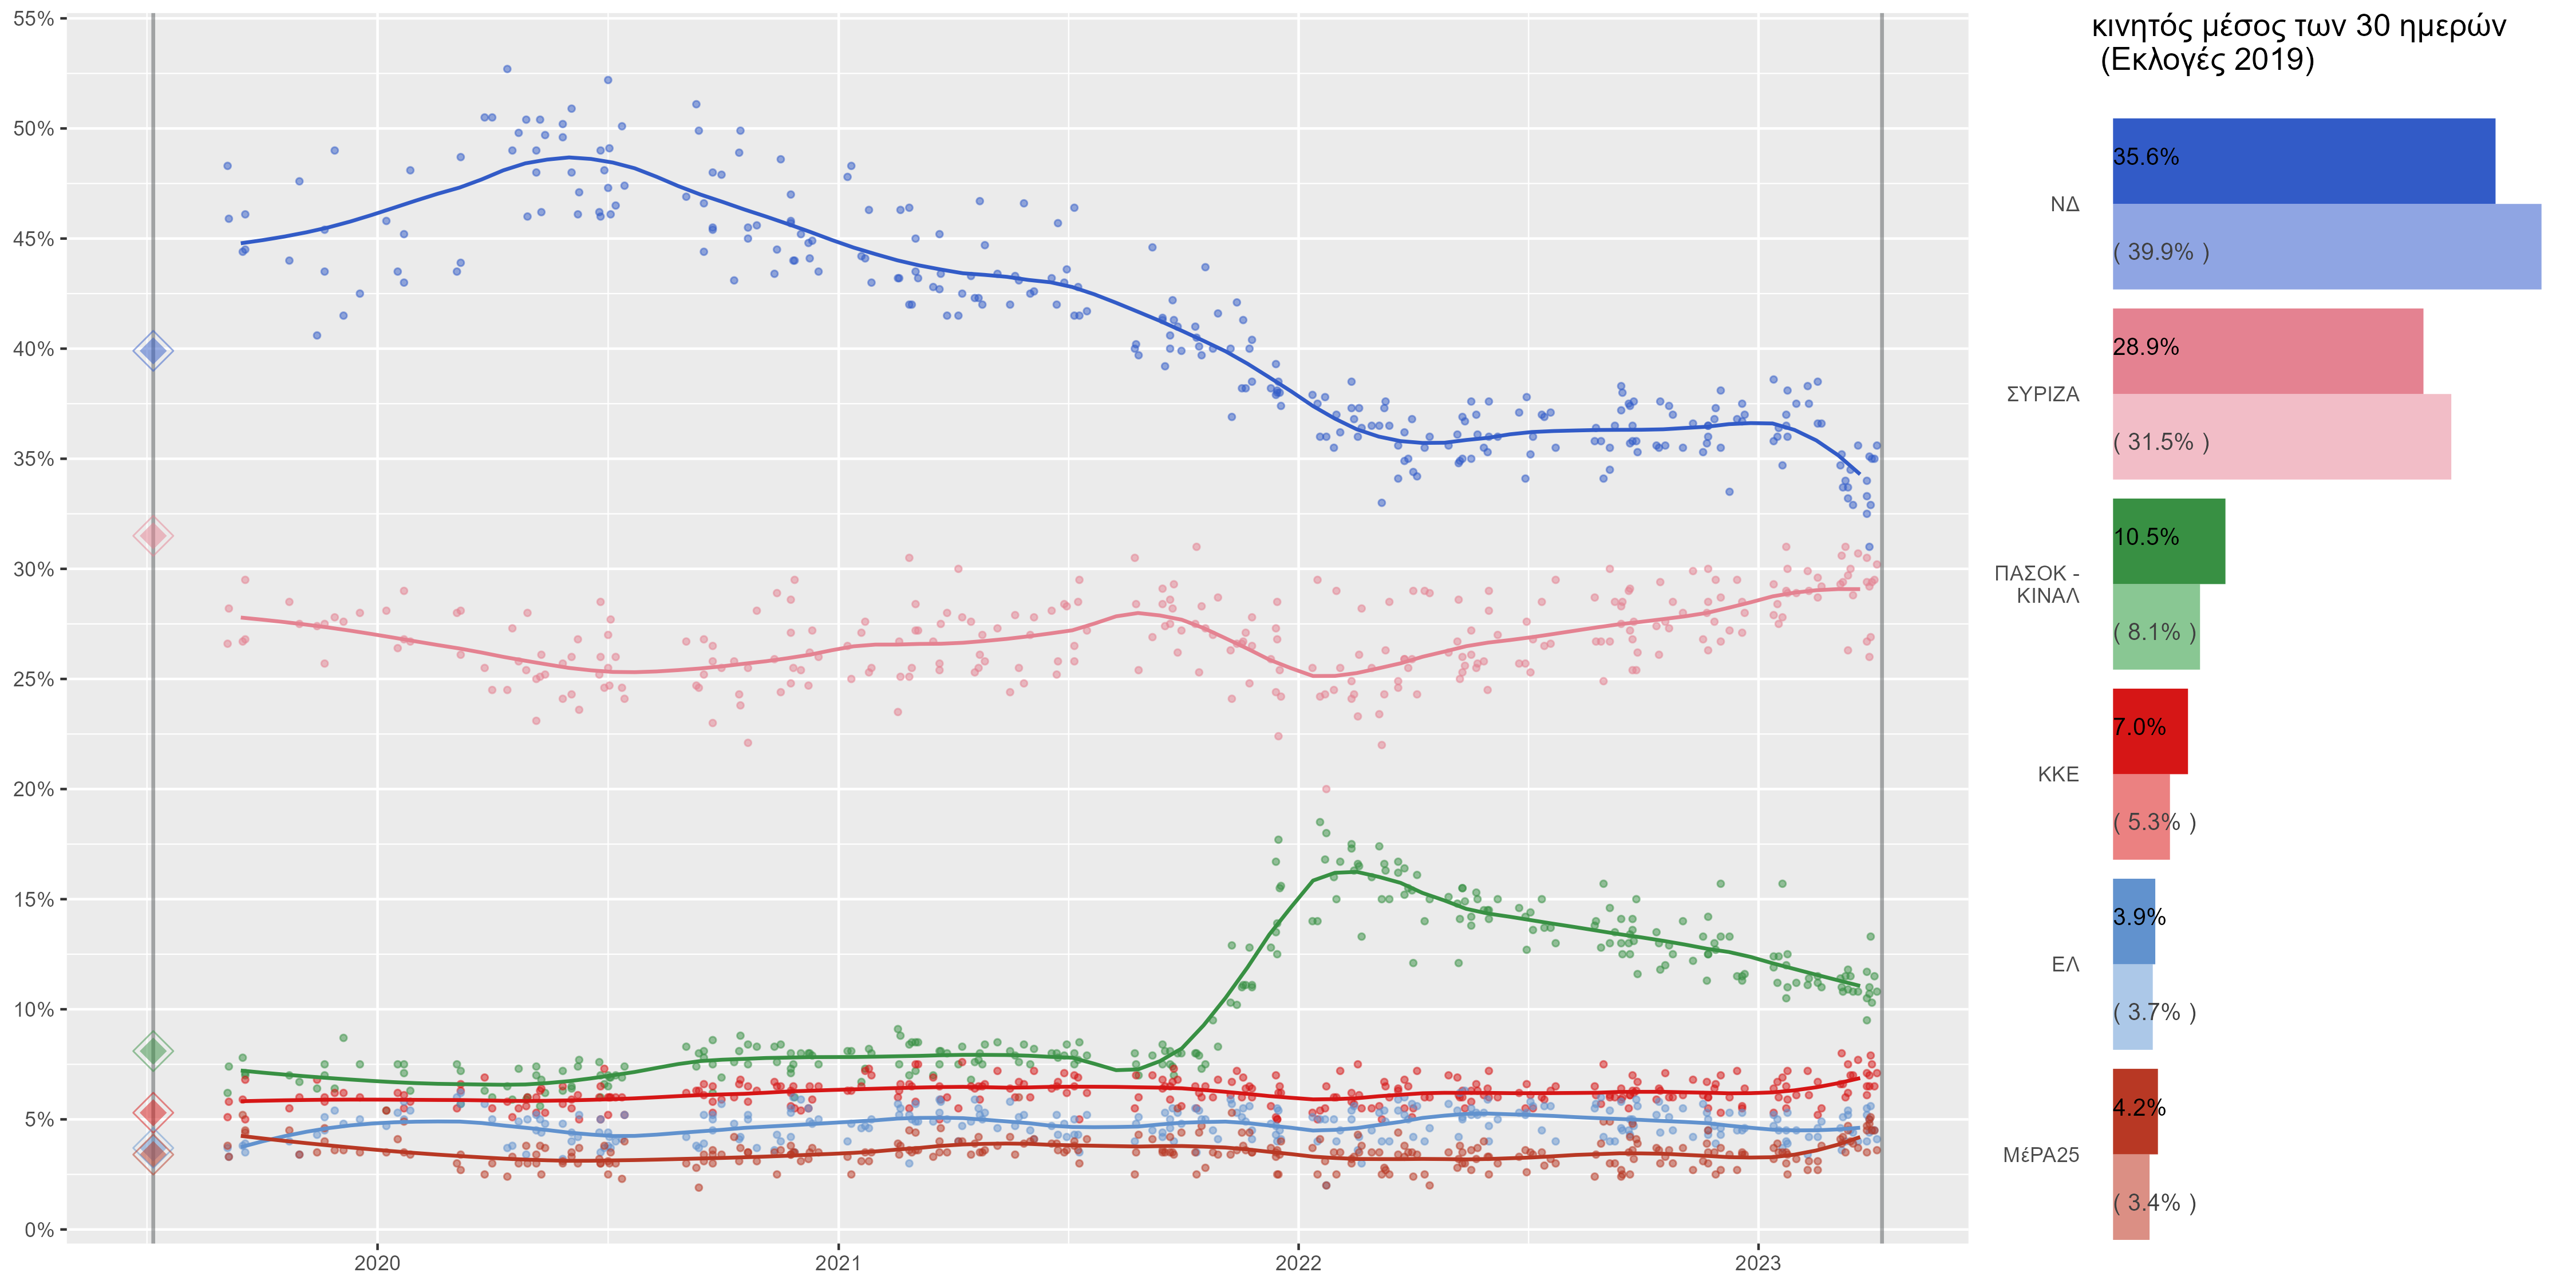 κινητός μέσος των 30 ημερών
(Εκλογές 2019)
55%
50%
45%
40%
35%
30%
25%
20%
15%
10%
5%
0%
2020
2021
2022
2023
ΝΔ
35.6%
( 39.9% )
ΣΥΡΙΖΑ
28.9%
( 31.5% )
ΠΑΣΟΚ -
ΚΙΝΑΛ
10.5%
( 8.1% )
ΚΚΕ
7.0%
( 5.3% )
ΕΛ
3.9%
( 3.7% )
ΜέΡΑ25
4.2%
( 3.4% )